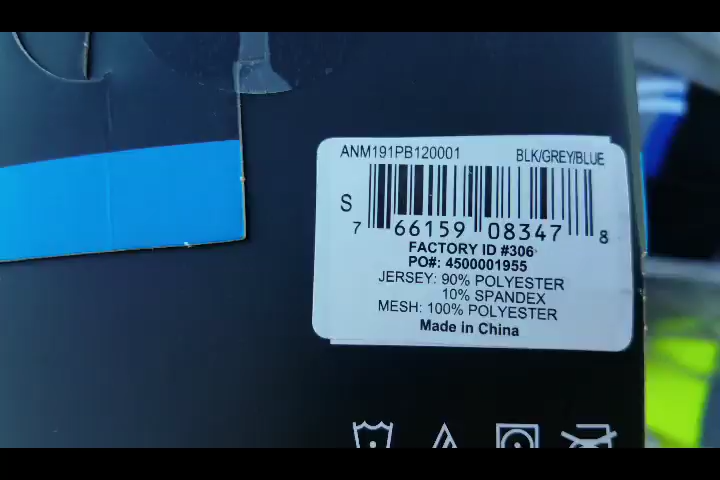 ANM191PB120001 BLK/GREY/BLUE
S
7 66159 08347 8
FACTORY ID #306
PO#: 4500001955
JERSEY: 90% POLYESTER
10% SPANDEX
MESH: 100% POLYESTER
Made in China